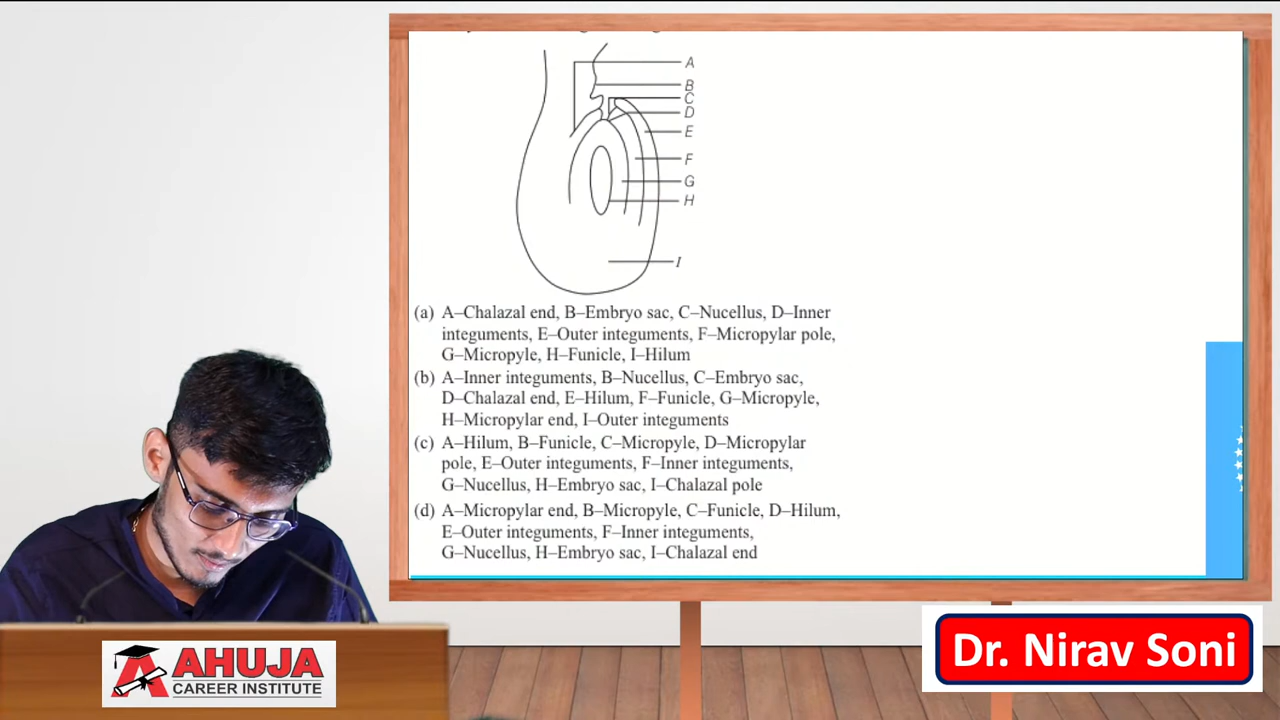 A
B
C
D
E
F
G
H
I
(a) A–Chalazal end, B–Embryo sac, C–Nucellus, D–Inner
integuments, E–Outer integuments, F–Micropylar pole,
G–Micropyle, H–Funicle, I–Hilum
(b) A–Inner integuments, B–Nucellus, C–Embryo sac,
D–Chalazal end, E–Hilum, F–Funicle, G–Micropyle,
H–Micropylar end, I–Outer integuments
(c) A–Hilum, B–Funicle, C–Micropyle, D–Micropylar
pole, E–Outer integuments, F–Inner integuments,
G–Nucellus, H–Embryo sac, I–Chalazal pole
(d) A–Micropylar end, B–Micropyle, C–Funicle, D–Hilum,
E–Outer integuments, F–Inner integuments,
G–Nucellus, H–Embryo sac, I–Chalazal end
AHUJA
CAREER INSTITUTE
Dr. Nirav Soni